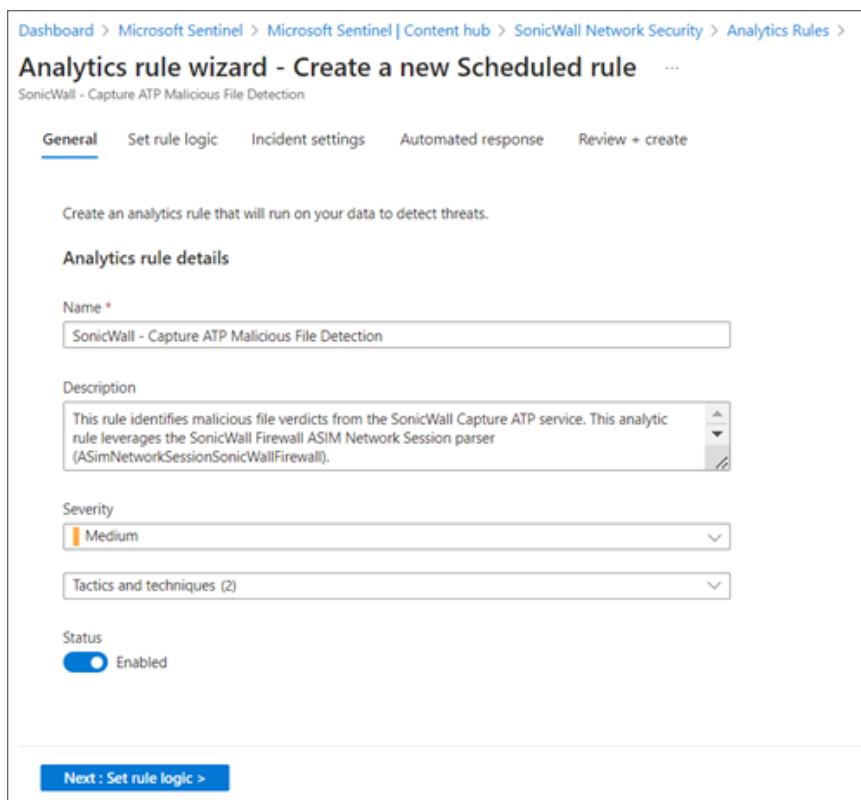 Dashboard > Microsoft Sentinel > Microsoft Sentinel | Content hub > SonicWall Network Security > Analytics Rules >
Analytics rule wizard - Create a new Scheduled rule ...
SonicWall - Capture ATP Malicious File Detection
General Set rule logic Incident settings Automated response Review + create
Create an analytics rule that will run on your data to detect threats.
Analytics rule details
Name *
SonicWall - Capture ATP Malicious File Detection
Description
This rule identifies malicious file verdicts from the SonicWall Capture ATP service. This analytic
rule leverages the SonicWall Firewall ASIM Network Session parser
(ASimNetworkSessionSonicWallFirewall).
Severity
Medium
Tactics and techniques (2)
Status
Enabled
Next : Set rule logic >